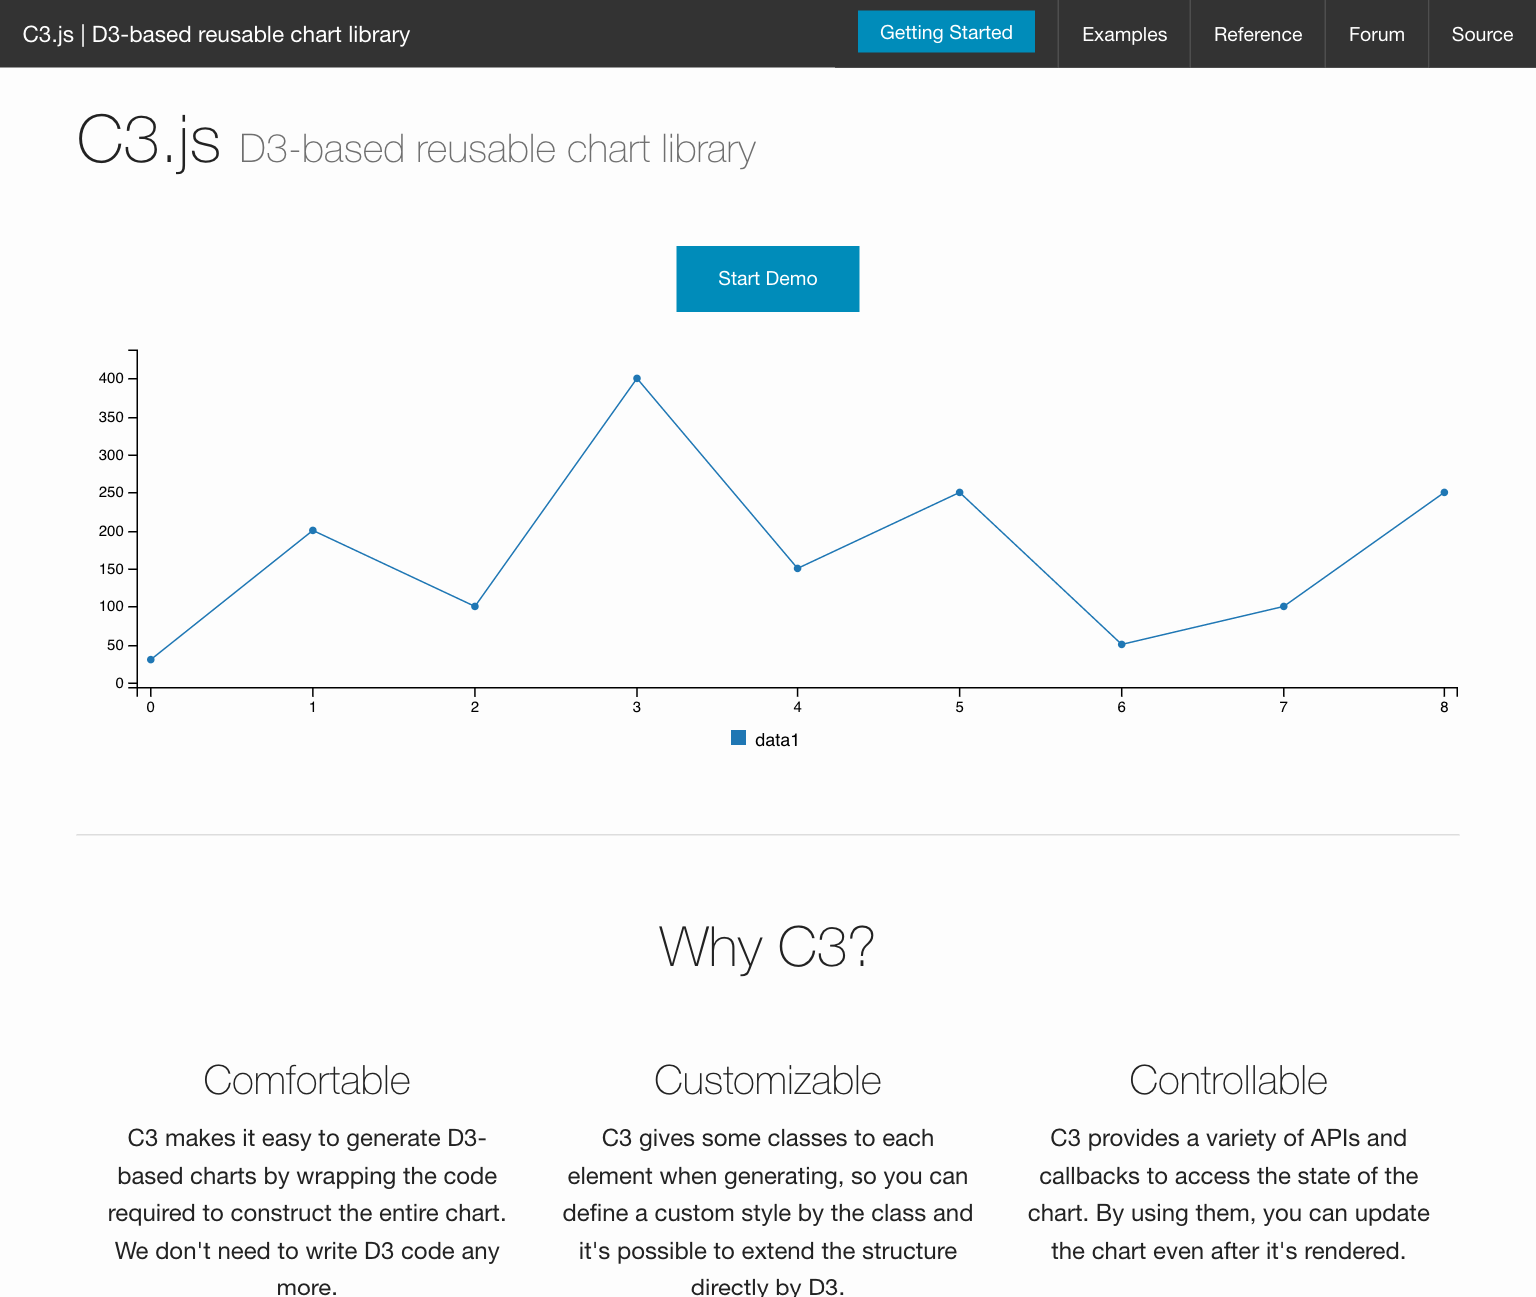 C3.js | D3-based reusable chart library
Getting Started
Examples
Reference
Forum
Source
C3.js D3-based reusable chart library
Start Demo
400
350
300
250
200
150
100
50
0
0 1 2 3 4 5 6 7 8
data1
Why C3?
Comfortable
C3 makes it easy to generate D3-
based charts by wrapping the code
required to construct the entire chart.
We don't need to write D3 code any
more.
Customizable
C3 gives some classes to each
element when generating, so you can
define a custom style by the class and
it's possible to extend the structure
directly by D3.
Controllable
C3 provides a variety of APIs and
callbacks to access the state of the
chart. By using them, you can update
the chart even after it's rendered.